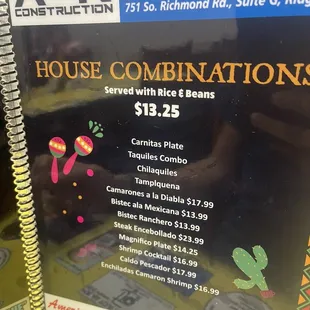 CONSTRUCTION
751 So. Richmond Rd., Suite G,
HOUSE COMBINATIONS
Served with Rice & Beans
$13.25
Carnitas Plate
Taquiles Combo
Chilaquiles
Tamplquena
Camarones a la Diabla $17.99
Bistec ala Mexicana $13.99
Bistec Ranchero $13.99
Steak Encebollado $23.99
Magnifico Plate $14.25
Shrimp Cocktail $16.99
Caldo Pescador $17.99
Enchiladas Camaron Shrimp $16.99